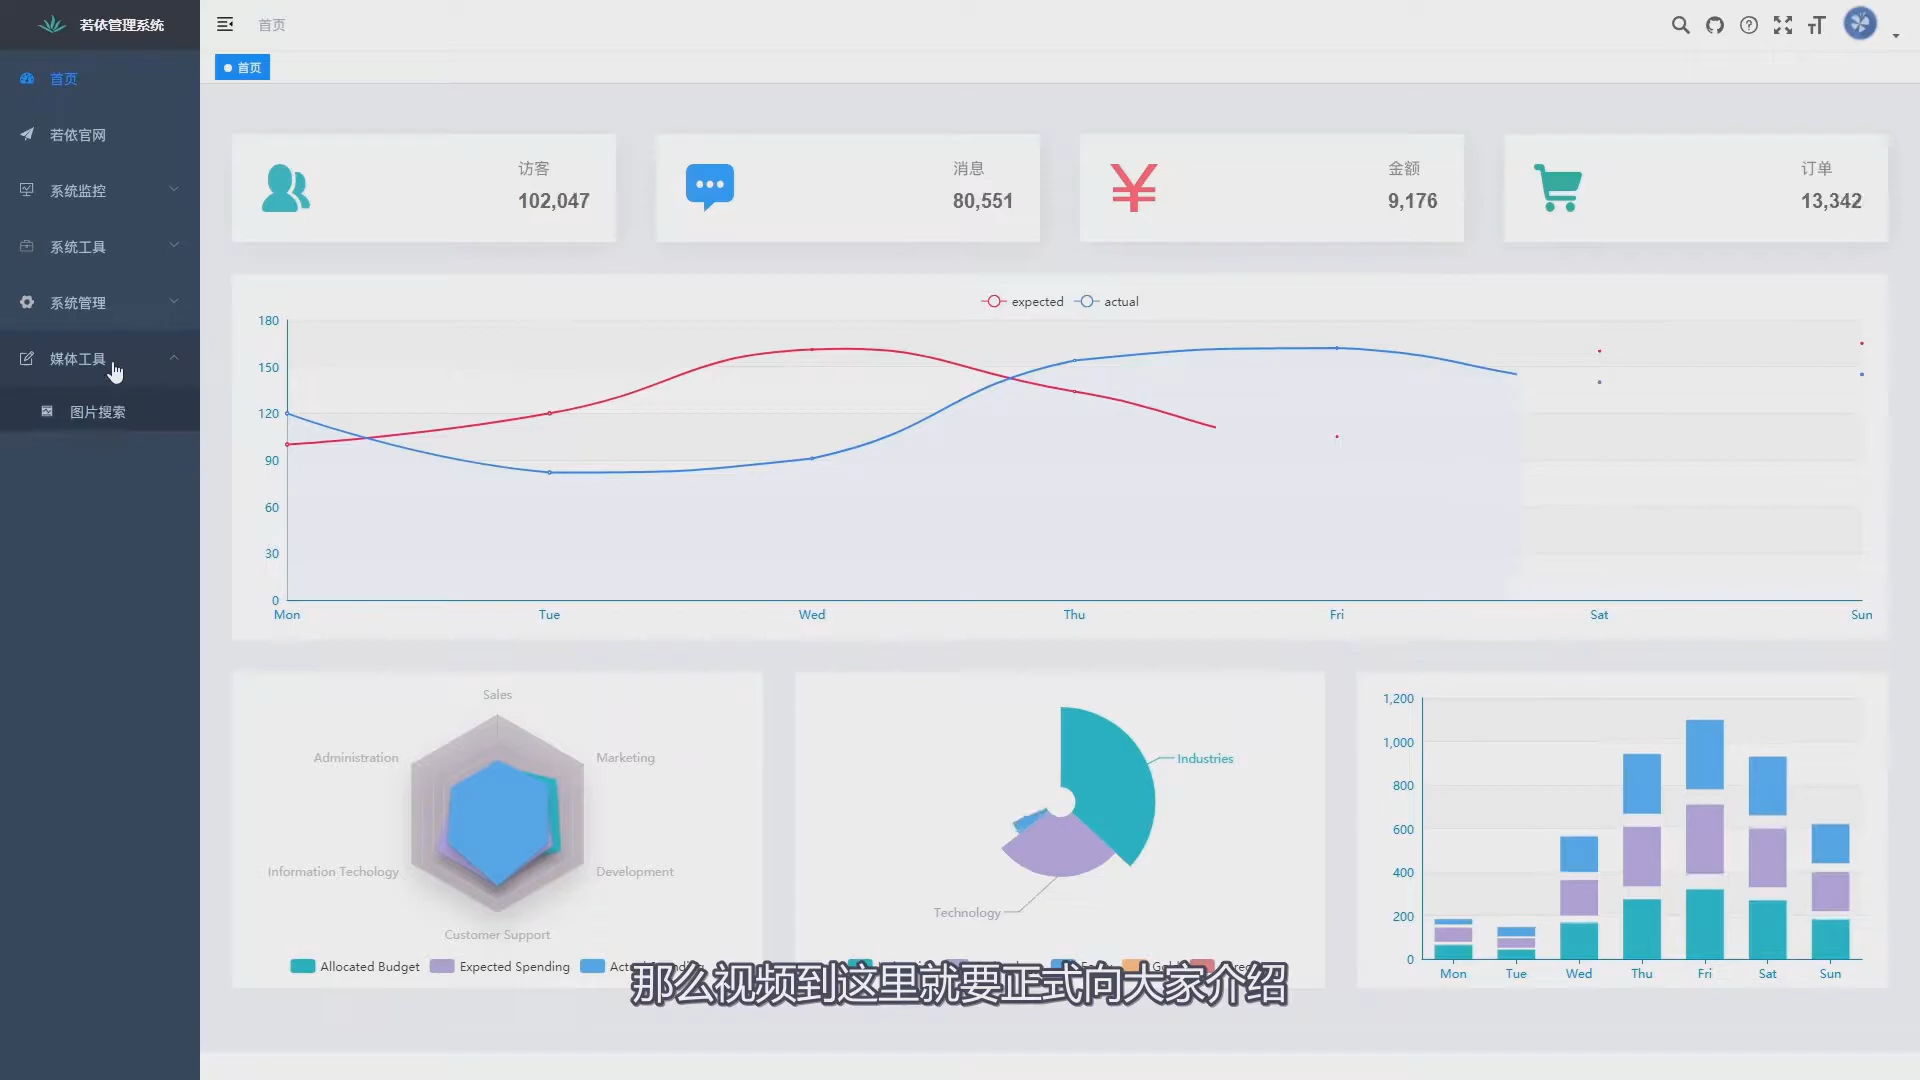 若依管理系统
首页
首页
若依官网
系统监控
系统工具
系统管理
媒体工具
图片搜索
首页
访客
102,047
消息
80,551
金额
9,176
订单
13,342
expected
actual
180
150
120
90
60
30
0
Mon
Tue
Wed
Thu
Fri
Sat
Sun
Sales
Administration
Marketing
Information Techology
Development
Customer Support
Allocated Budget
Expected Spending
Industries
Technology
1,200
1,000
800
600
400
200
0
Mon
Tue
Wed
Thu
Fri
Sat
Sun
那么视频到这里就要正式向大家介绍